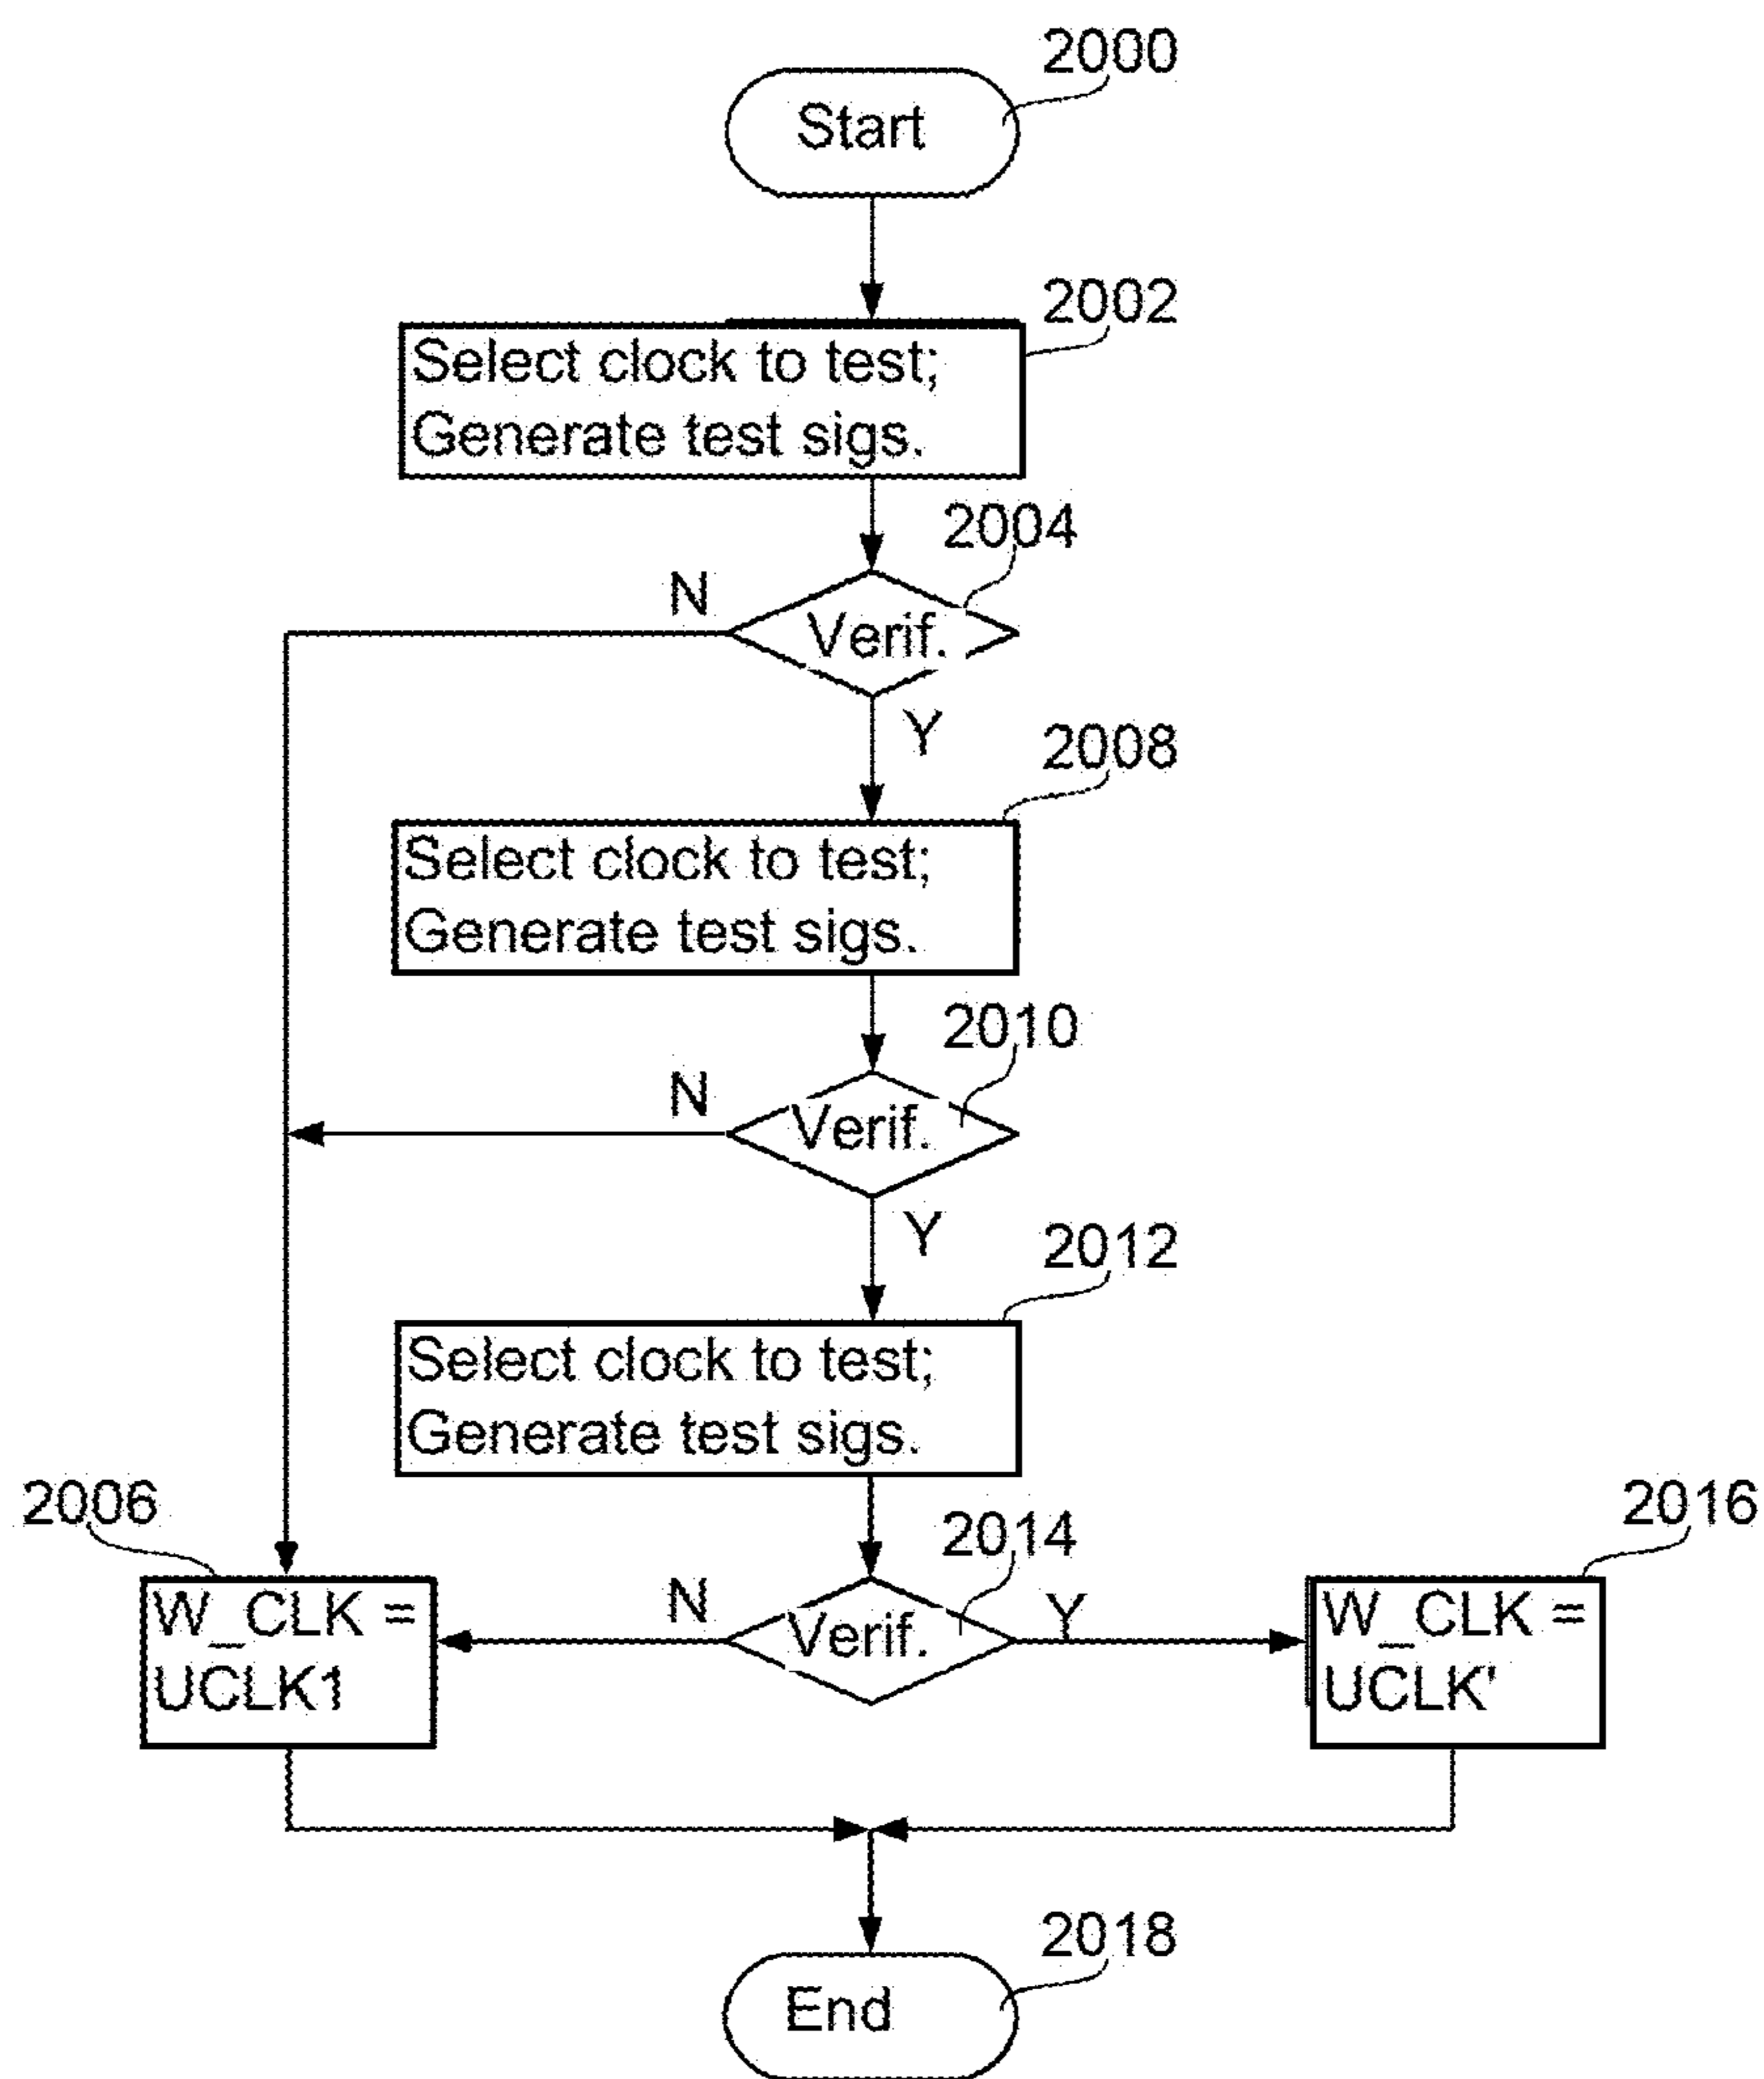 2000
Start
2002
Select clock to test;
Generate test sigs.
2004
N
Verif.
Y
2008
Select clock to test;
Generate test sigs.
2010
N
Verif.
Y
2012
Select clock to test;
Generate test sigs.
2006
2014
2016
W_CLK =
UCLK1
N
Verif.
Y
W_CLK =
UCLK'
2018
End